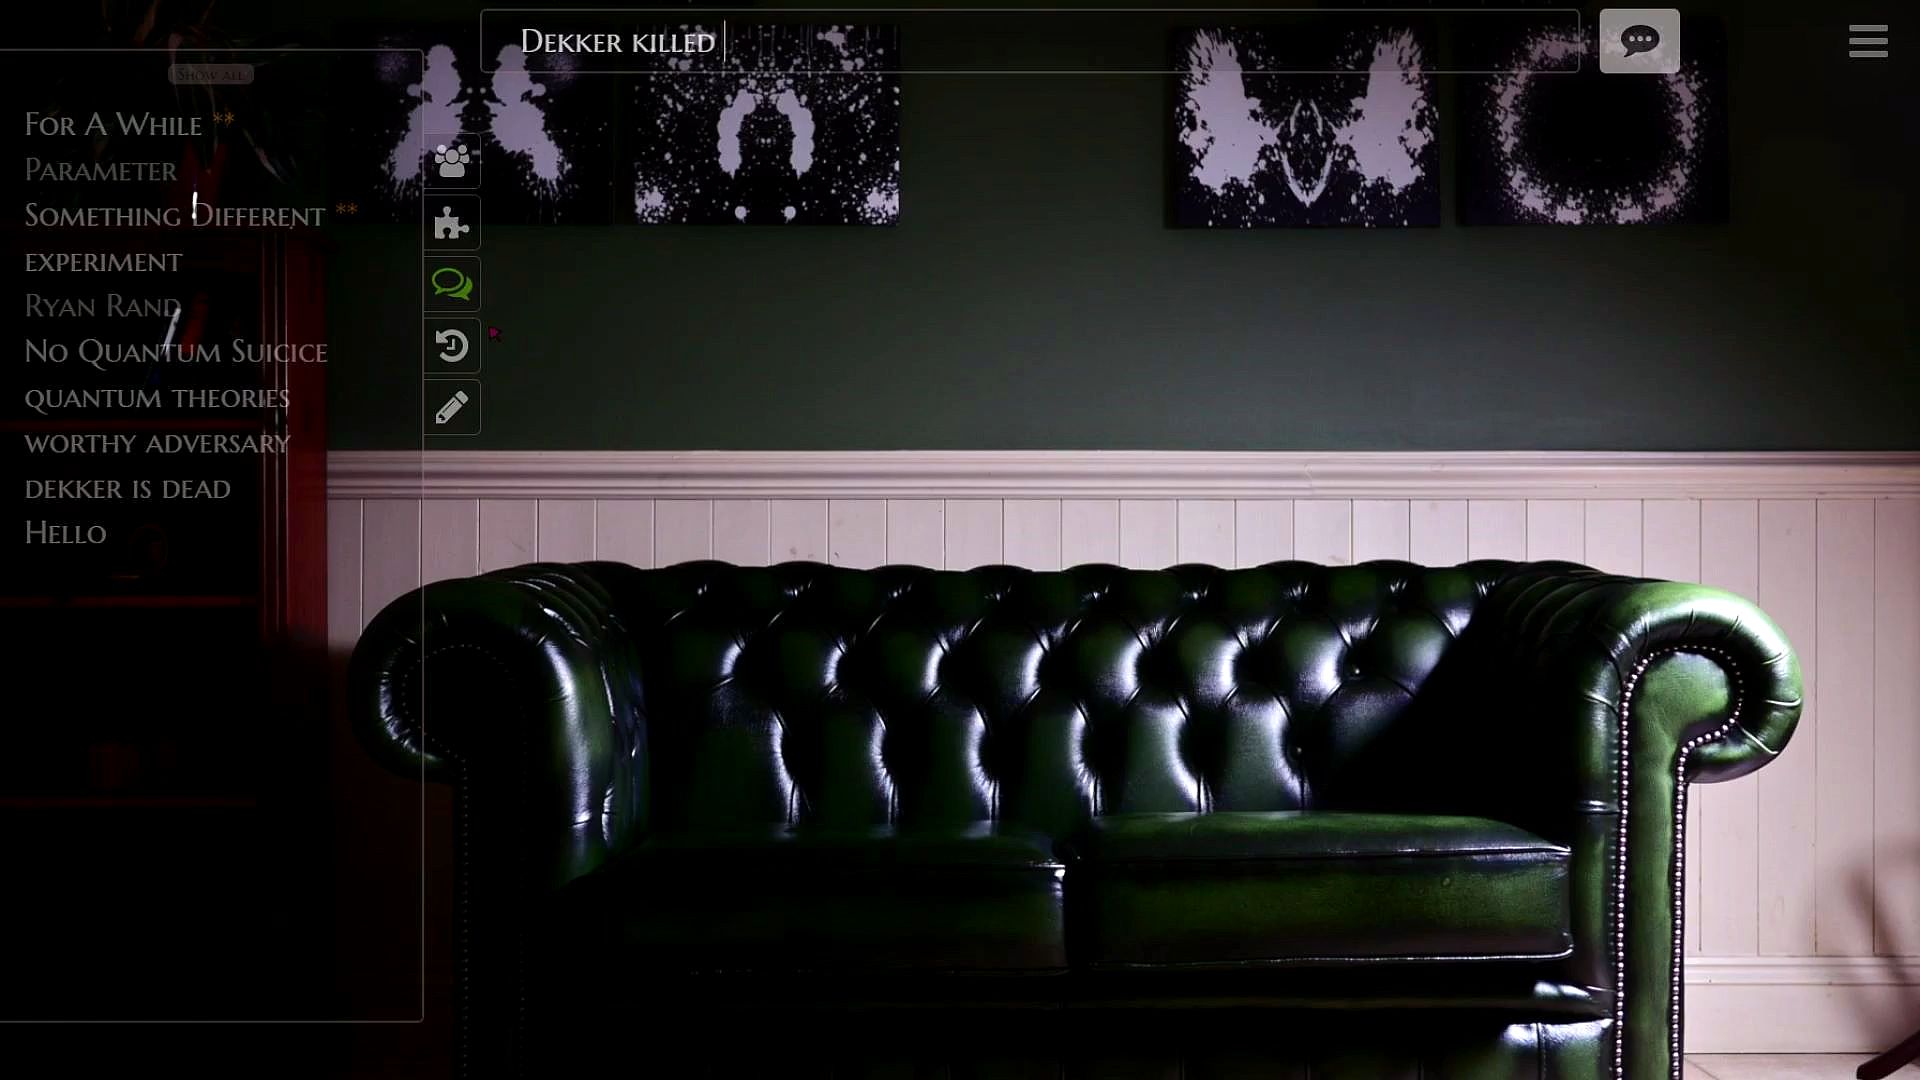 Dekker killed
Show all
For A While **
Parameter
Something Different **
experiment
Ryan Rand
No Quantum Suicice
quantum theories
worthy adversary
dekker is dead
Hello